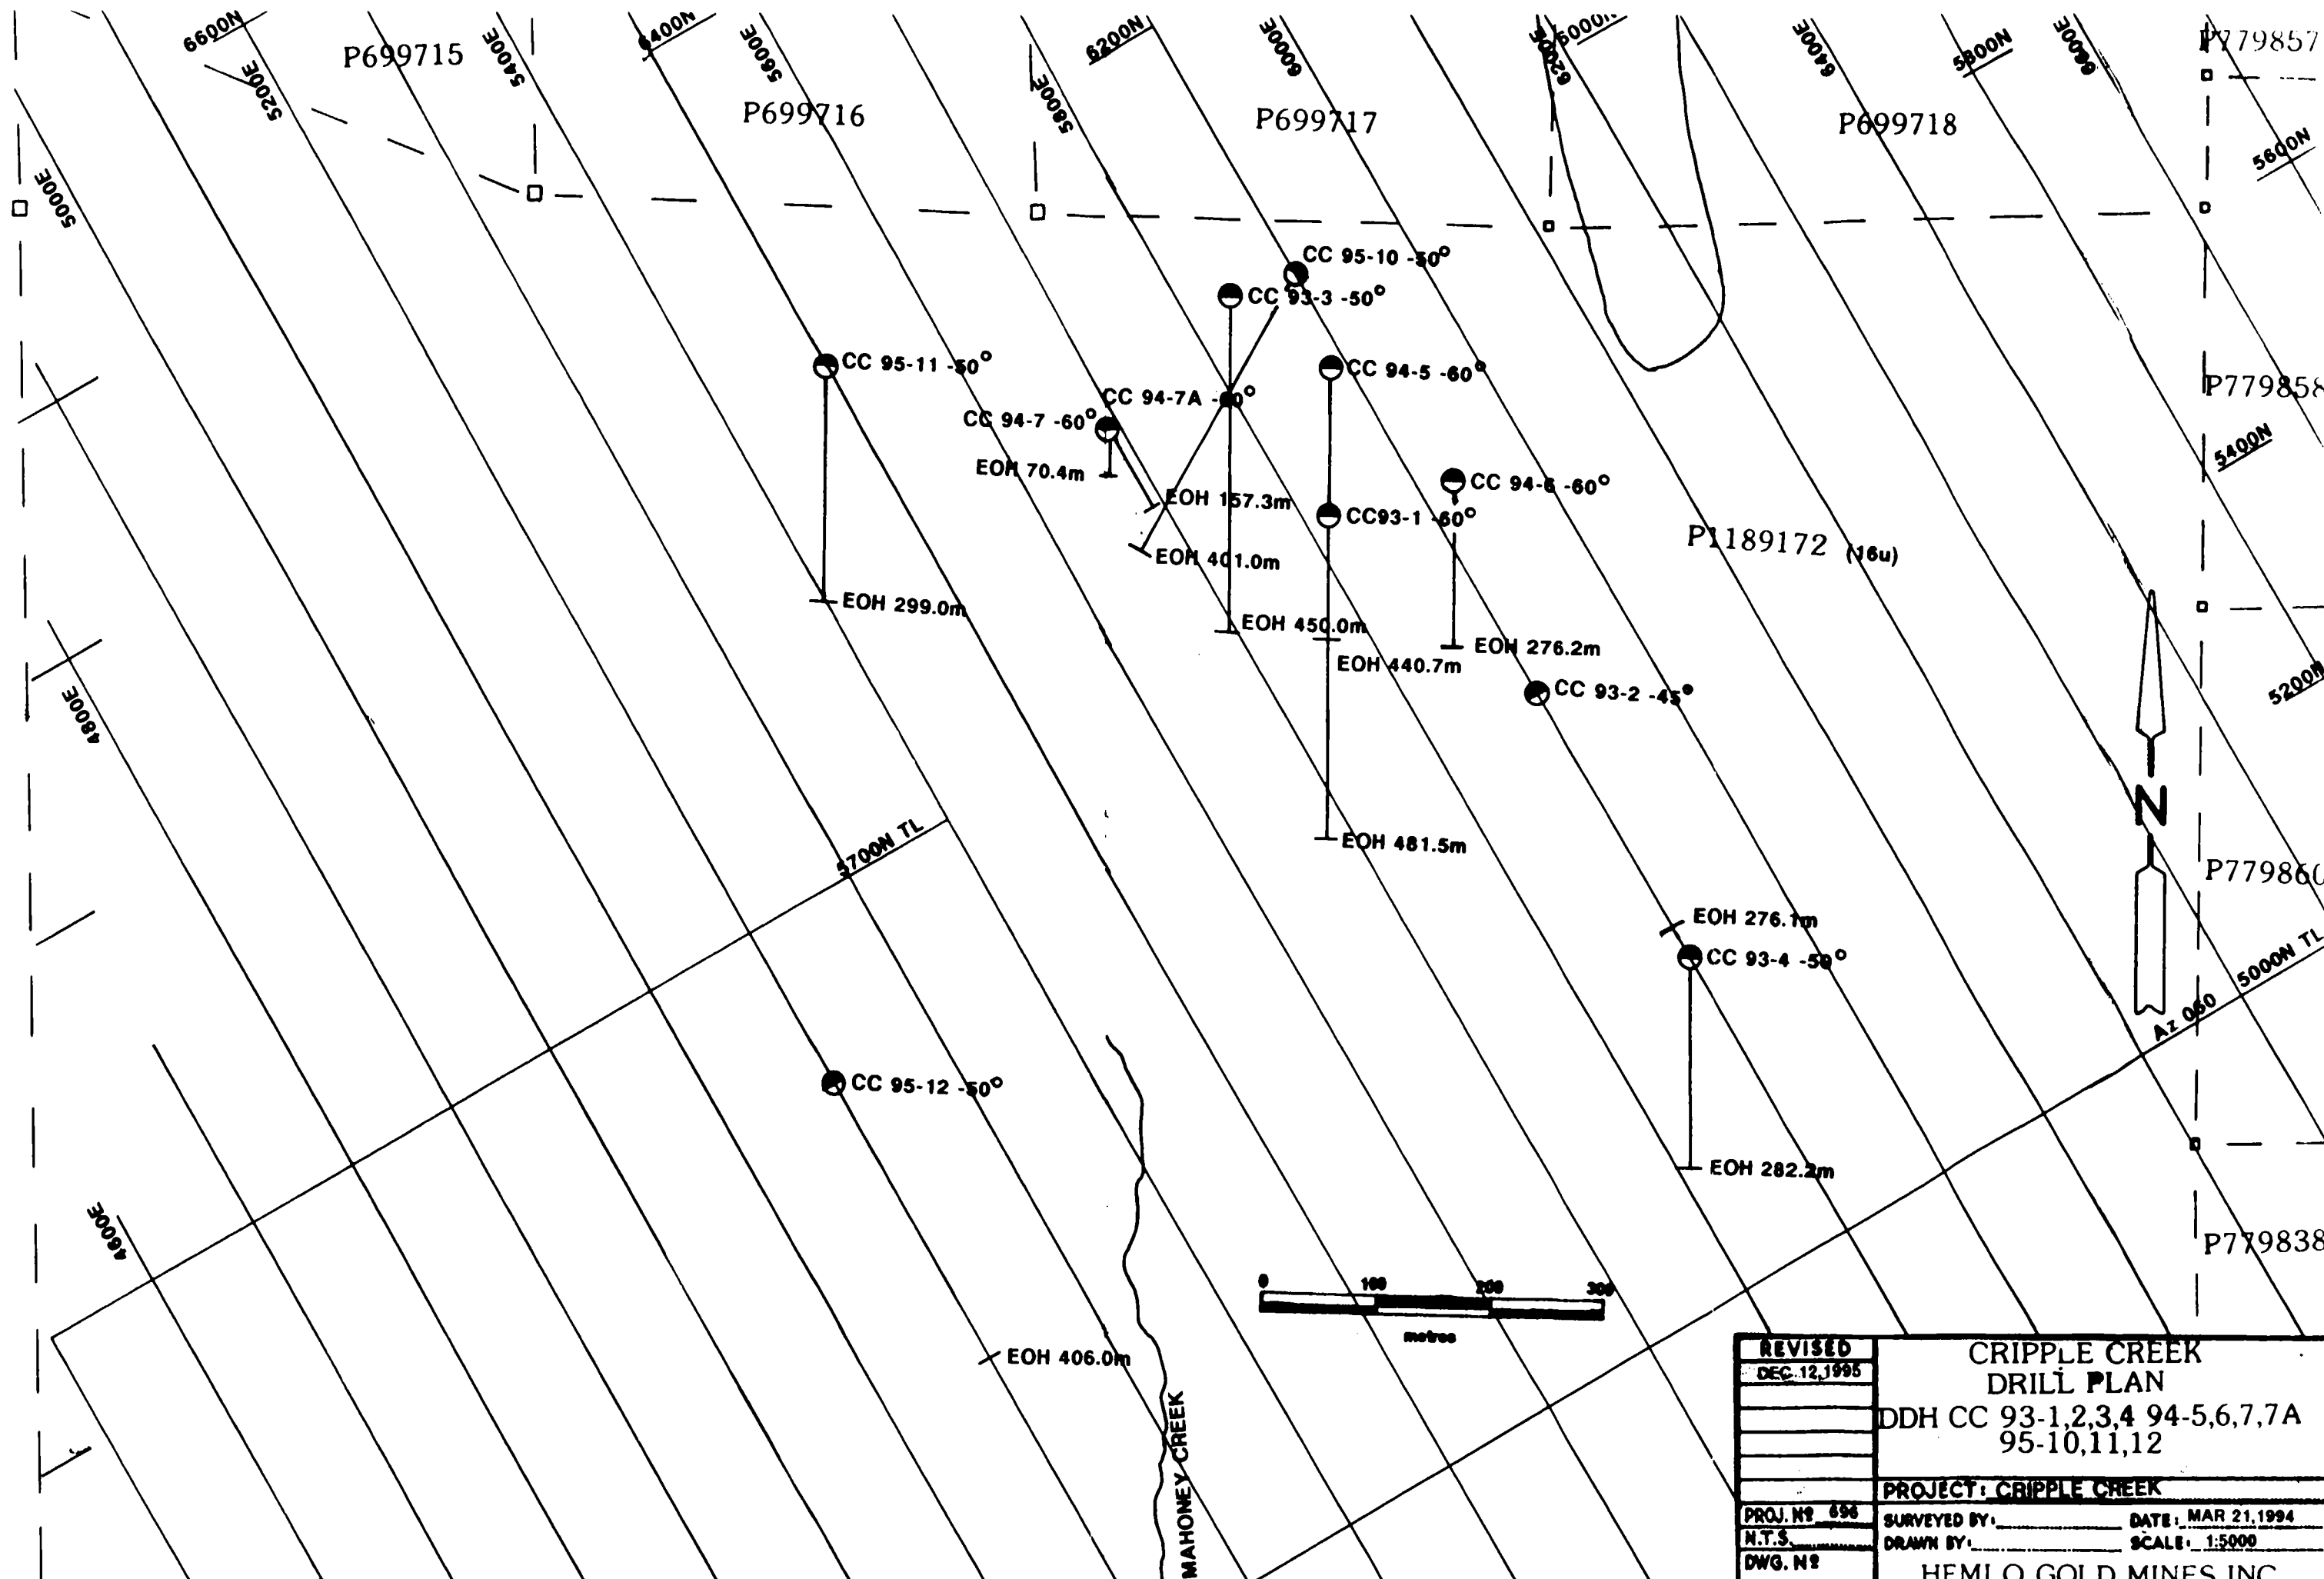 6600N
P699715
5400E
6400N
5600E
6200N
6000E
6200E
6000N
6400E
5800N
6600E
P779857
5200E
P699716
5800E
P699717
P699718
5600N
5000E
CC 95-10 -50°
CC 93-3 -50°
CC 95-11 -50°
CC 94-5 -60°
P779858
CC 94-7A -60°
CC 94-7 -60°
5400N
EOH 70.4m
CC 94-6 -60°
EOH 157.3m
CC93-1 -60°
P1189172 (16u)
EOH 401.0m
EOH 299.0m
EOH 450.0m
EOH 276.2m
EOH 440.7m
CC 93-2 -45°
5200N
4800E
N
5700N TL
EOH 481.5m
P779860
EOH 276.1m
CC 93-4 -50°
5000N TL
Az 060
CC 95-12 -50°
EOH 282.2m
4600E
P779838
0 100 200 300
metres
EOH 406.0m
MAHONEY CREEK
REVISED
DEC. 12,1995
CRIPPLE CREEK
DRILL PLAN
DDH CC 93-1,2,3,4 94-5,6,7,7A
95-10,11,12
PROJECT: CRIPPLE CREEK
PROJ. Nº 696
SURVEYED BY: DATE: MAR 21,1994
N.T.S.
DRAWN BY: SCALE: 1:5000
DWG. Nº
HEMLO GOLD MINES INC